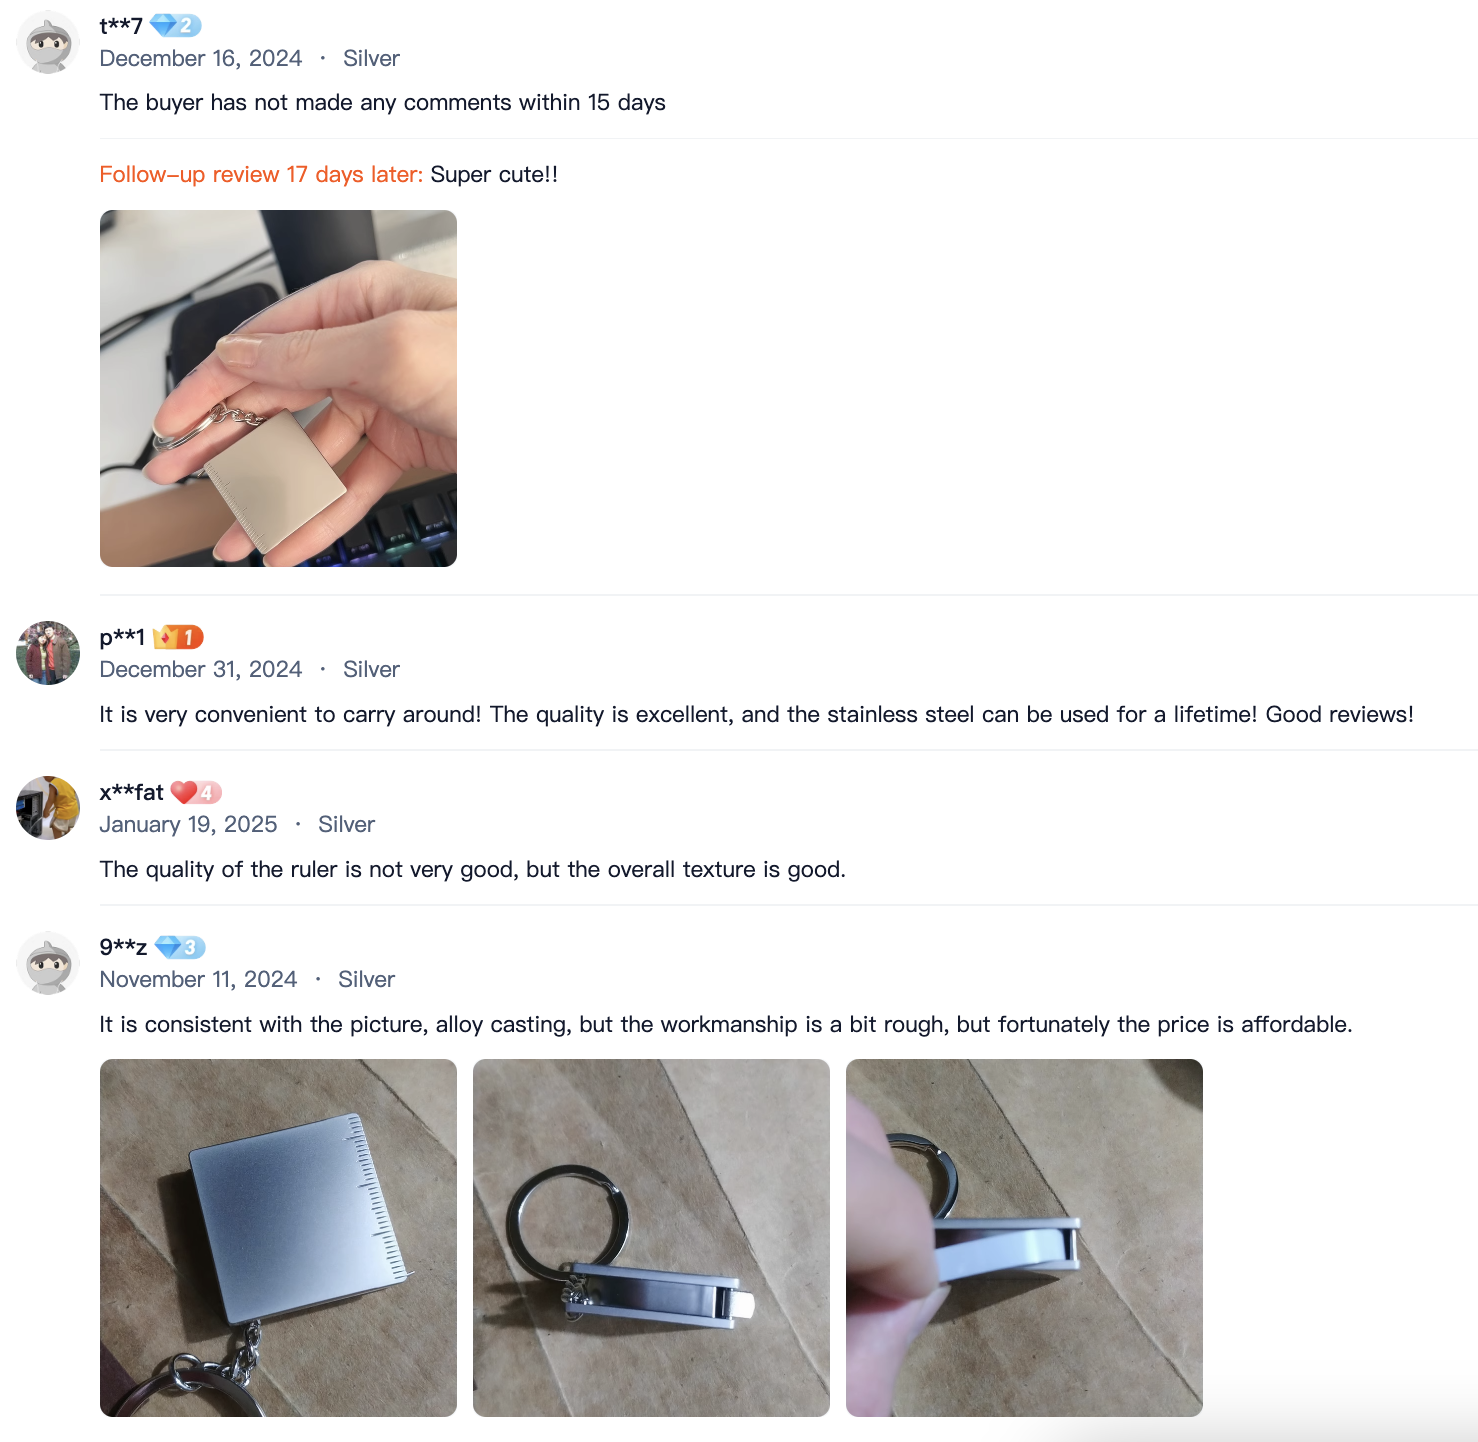 t**7 2
December 16, 2024 · Silver
The buyer has not made any comments within 15 days
Follow-up review 17 days later: Super cute!!
p**1 1
December 31, 2024 · Silver
It is very convenient to carry around! The quality is excellent, and the stainless steel can be used for a lifetime! Good reviews!
x**fat 4
January 19, 2025 · Silver
The quality of the ruler is not very good, but the overall texture is good.
9**z 3
November 11, 2024 · Silver
It is consistent with the picture, alloy casting, but the workmanship is a bit rough, but fortunately the price is affordable.